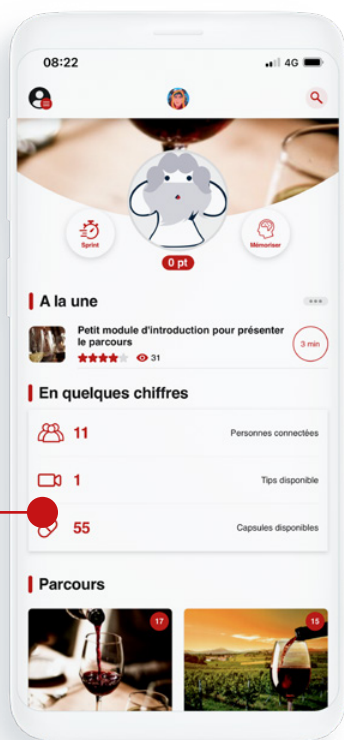 08:22
4G
Sprint
Mémoriser
0 pt
A la une
Petit module d'introduction pour présenter
le parcours
31
3 min
En quelques chiffres
11 Personnes connectées
1 Tips disponible
55 Capsules disponibles
Parcours
17
15